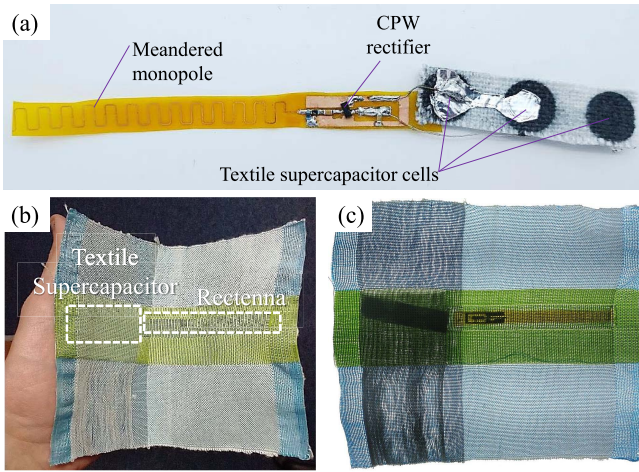 (a)
CPW
rectifier
Meandered
monopole
Textile supercapacitor cells
(b)
Textile
Supercapacitor
Rectenna
(c)